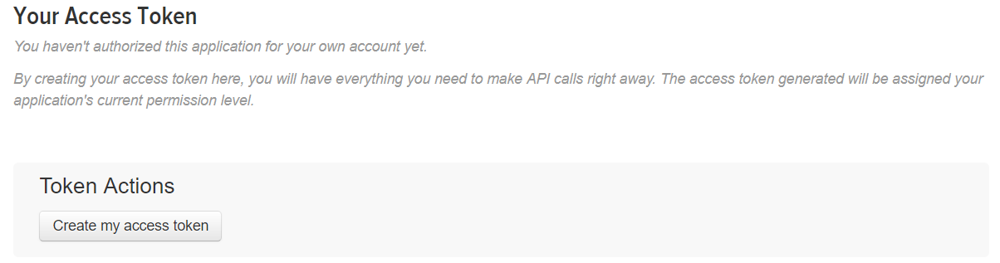 Your Access Token
You haven't authorized this application for your own account yet.
By creating your access token here, you will have everything you need to make API calls right away. The access token generated will be assigned your
application's current permission level.
Token Actions
Create my access token